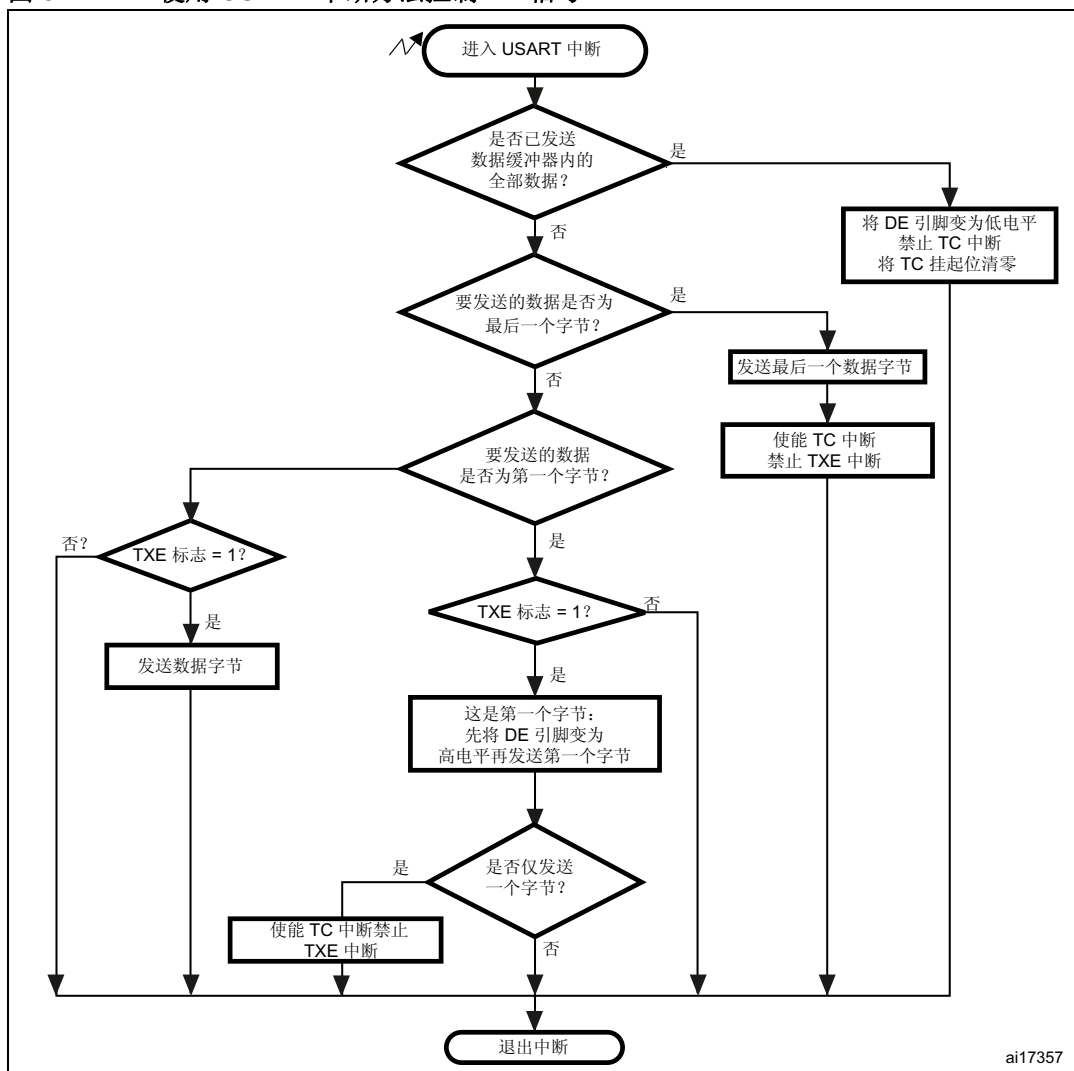 进入 USART 中断
是否已发送
数据缓冲器内的
全部数据？
是
将 DE 引脚变为低电平
禁止 TC 中断
将 TC 挂起位清零
否
要发送的数据是否为
最后一个字节？
是
发送最后一个数据字节
使能 TC 中断
禁止 TXE 中断
否
要发送的数据
是否为第一个字节？
否？
TXE 标志 = 1？
是
发送数据字节
是
TXE 标志 = 1？
否
是
这是第一个字节：
先将 DE 引脚变为
高电平再发送第一个字节
是否仅发送
一个字节？
是
使能 TC 中断禁止
TXE 中断
否
退出中断
ai17357